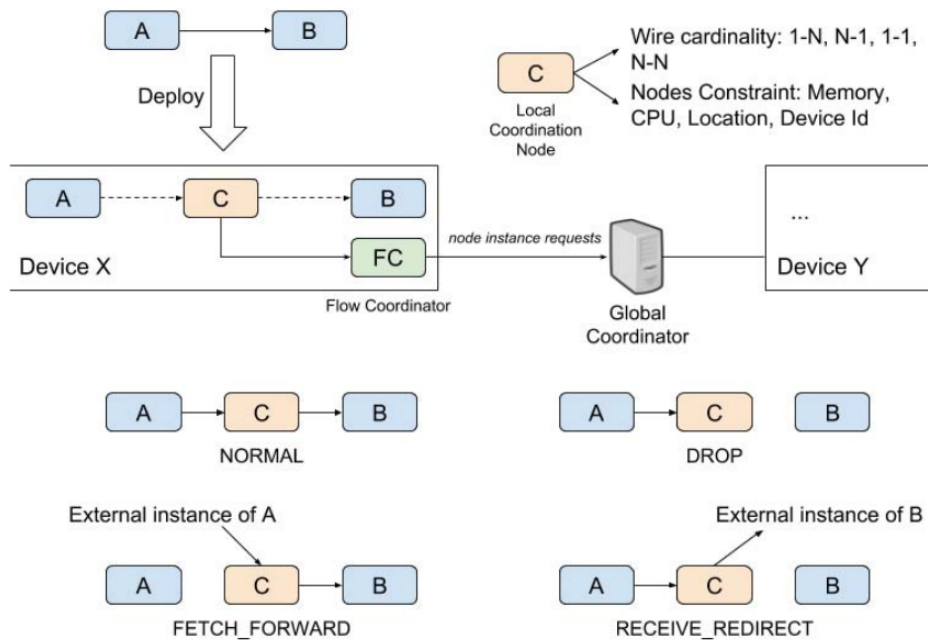 A
B
Deploy
C
Local
Coordination
Node
Wire cardinality: 1-N, N-1, 1-1,
N-N
Nodes Constraint: Memory,
CPU, Location, Device Id
A
C
B
Device X
FC
Flow Coordinator
node instance requests
Global
Coordinator
...
Device Y
A
C
B
NORMAL
A
C
B
DROP
External instance of A
A
C
B
FETCH_FORWARD
External instance of B
A
C
B
RECEIVE_REDIRECT